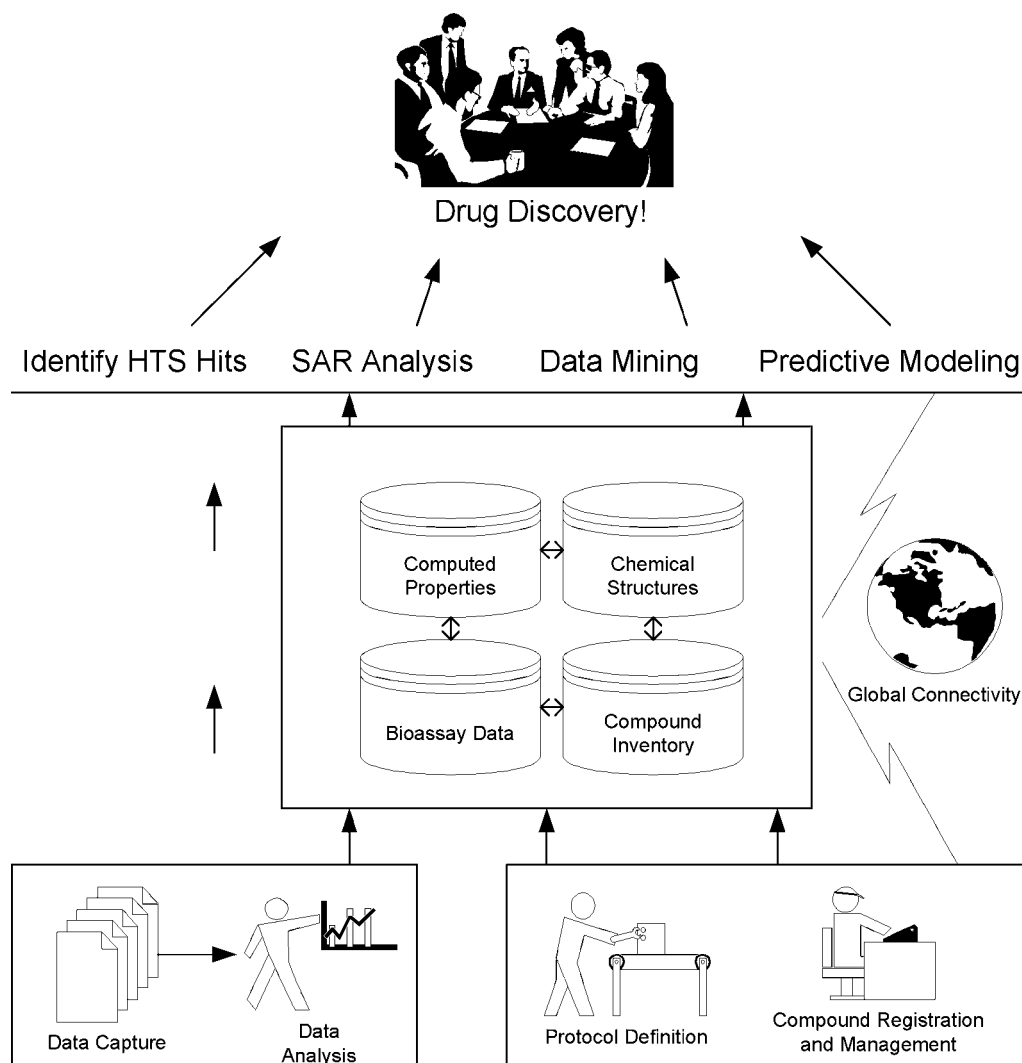 Drug Discovery!
Identify HTS Hits
SAR Analysis
Data Mining
Predictive Modeling
Computed
Properties
Chemical
Structures
Bioassay Data
Compound
Inventory
Global Connectivity
Data Capture
Data
Analysis
Protocol Definition
Compound Registration
and Management